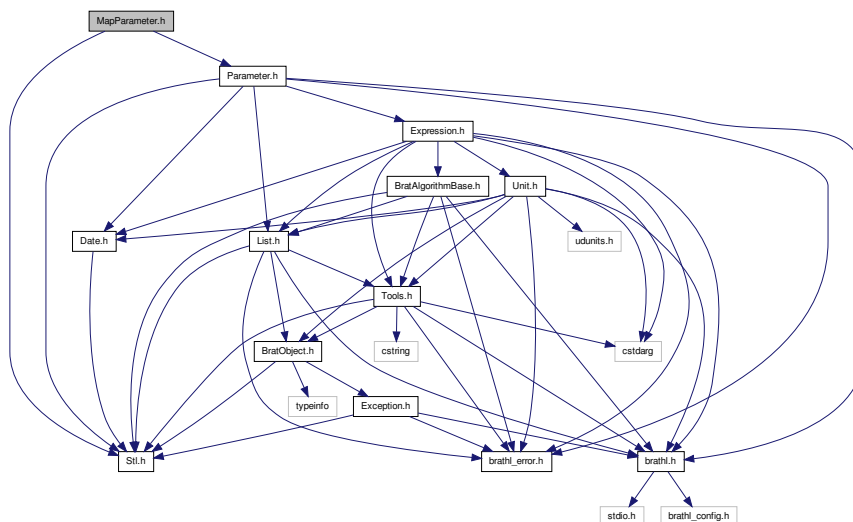 MapParameter.h
Parameter.h
Expression.h
BratAlgorithmBase.h
Unit.h
Date.h
List.h
udunits.h
Tools.h
BratObject.h
cstring
cstdarg
typeinfo
Exception.h
Stl.h
brathl_error.h
brathl.h
stdio.h
brathl_config.h